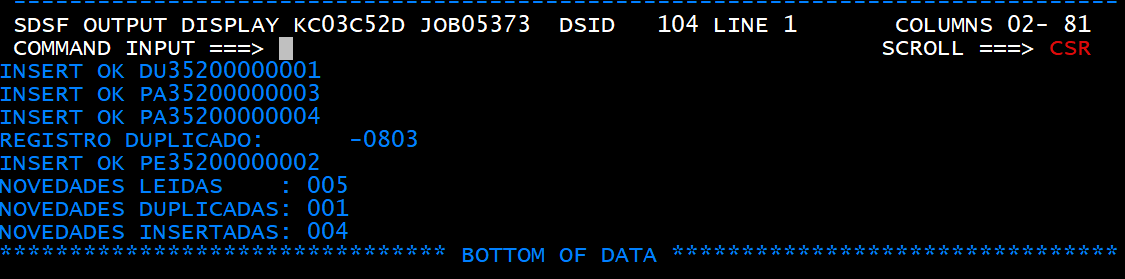 SDSF OUTPUT DISPLAY KC03C52D JOB05373  DSID   104 LINE 1       COLUMNS 02- 81
COMMAND INPUT ===>                                            SCROLL ===> CSR
INSERT OK DU35200000001
INSERT OK PA35200000003
INSERT OK PA35200000004
REGISTRO DUPLICADO:      -0803
INSERT OK PE35200000002
NOVEDADES LEIDAS    : 005
NOVEDADES DUPLICADAS: 001
NOVEDADES INSERTADAS: 004
******************************** BOTTOM OF DATA ********************************